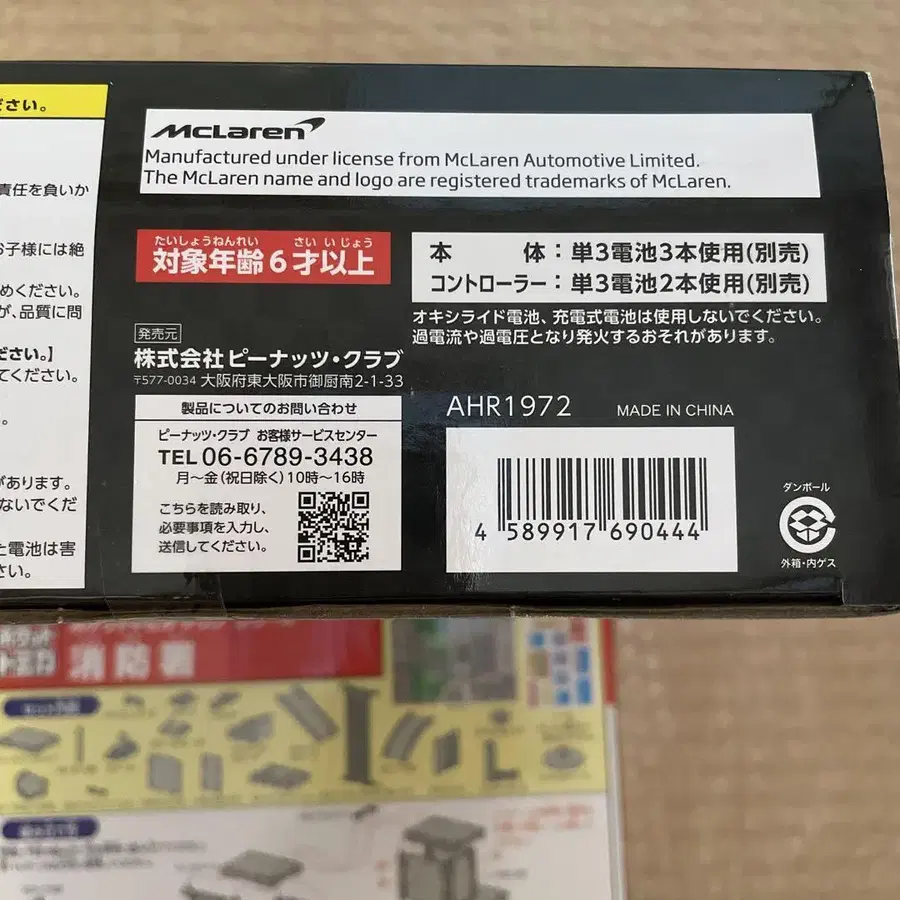 ださい。
責任を負いか
お子様には絶
めください。
が、品質に問
ださい。】
てください。
。
があります。
ないでくだ
た電池は害
さい。
McLaren
Manufactured under license from McLaren Automotive Limited.
The McLaren name and logo are registered trademarks of McLaren.
たいしょうねんれい さいいじょう
対象年齢6才以上
本体：単3電池3本使用(別売)
コントローラー：単3電池2本使用(別売)
オキシライド電池、充電式電池は使用しないでください。
過電流や過電圧となり発火するおそれがあります。
発売元
株式会社ピーナッツ・クラブ
〒577-0034 大阪府東大阪市御厨南2-1-33
製品についてのお問い合わせ
ピーナッツ・クラブ お客様サービスセンター
TEL 06-6789-3438
月～金(祝日除く)10時～16時
こちらを読み取り、
必要事項を入力し、
送信してください。
AHR1972 MADE IN CHINA
4 589917 690444
ダンボール
外箱・内ゲス
トミカ
消防署